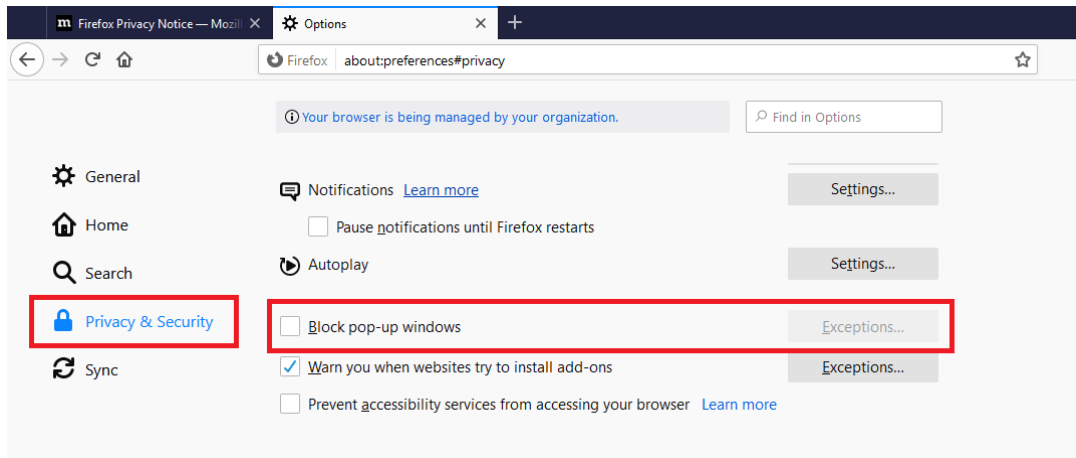 m Firefox Privacy Notice — Mozill
Options
Firefox about:preferences#privacy
Your browser is being managed by your organization.
Find in Options
General
Home
Search
Privacy & Security
Sync
Notifications Learn more Settings...
Pause notifications until Firefox restarts
Autoplay Settings...
Block pop-up windows Exceptions...
Warn you when websites try to install add-ons Exceptions...
Prevent accessibility services from accessing your browser Learn more